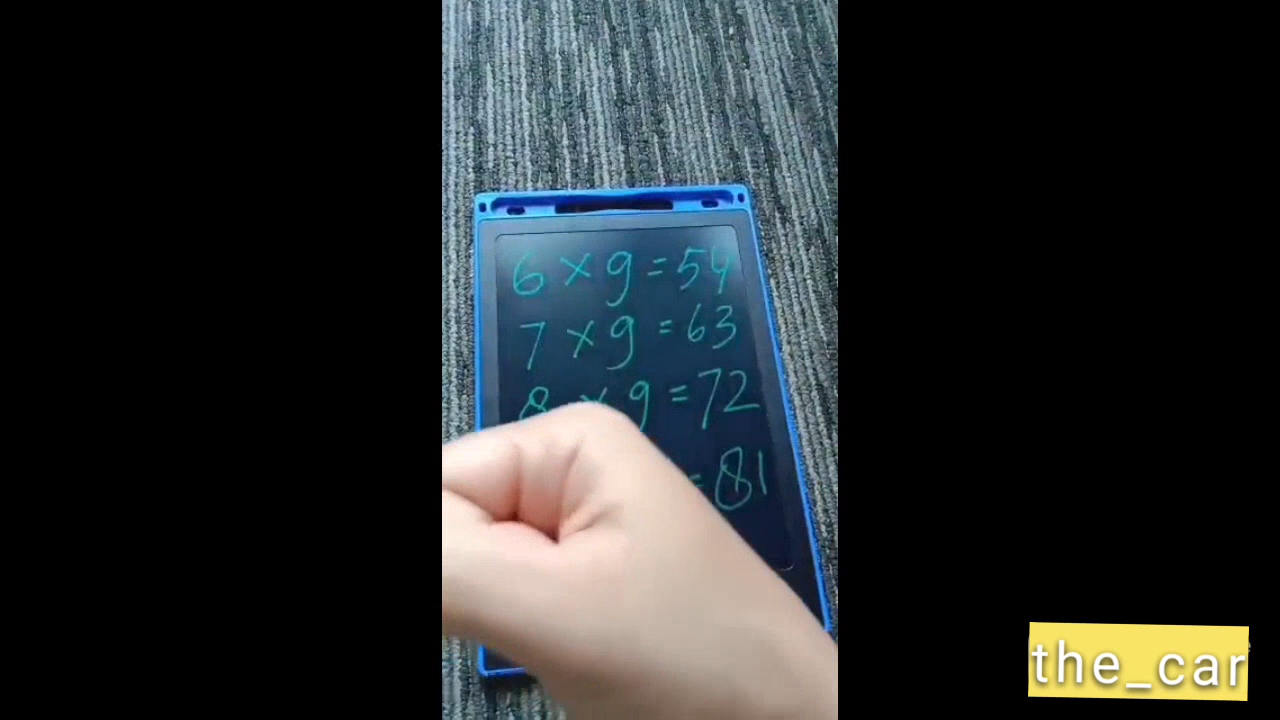 6 × 9 = 54
7 × 9 = 63
8 × 9 = 72
= 81
the_car